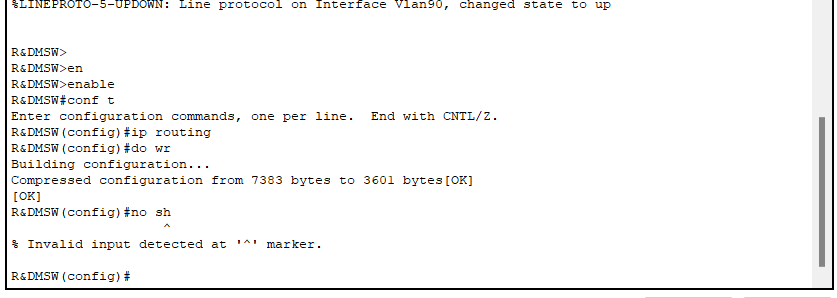 %LINEPROTO-5-UPDOWN: Line protocol on Interface Vlan90, changed state to up
R&DMSW>
R&DMSW>en
R&DMSW>enable
R&DMSW#conf t
Enter configuration commands, one per line.  End with CNTL/Z.
R&DMSW(config)#ip routing
R&DMSW(config)#do wr
Building configuration...
Compressed configuration from 7383 bytes to 3601 bytes[OK]
[OK]
R&DMSW(config)#no sh
^
% Invalid input detected at '^' marker.
R&DMSW(config)#